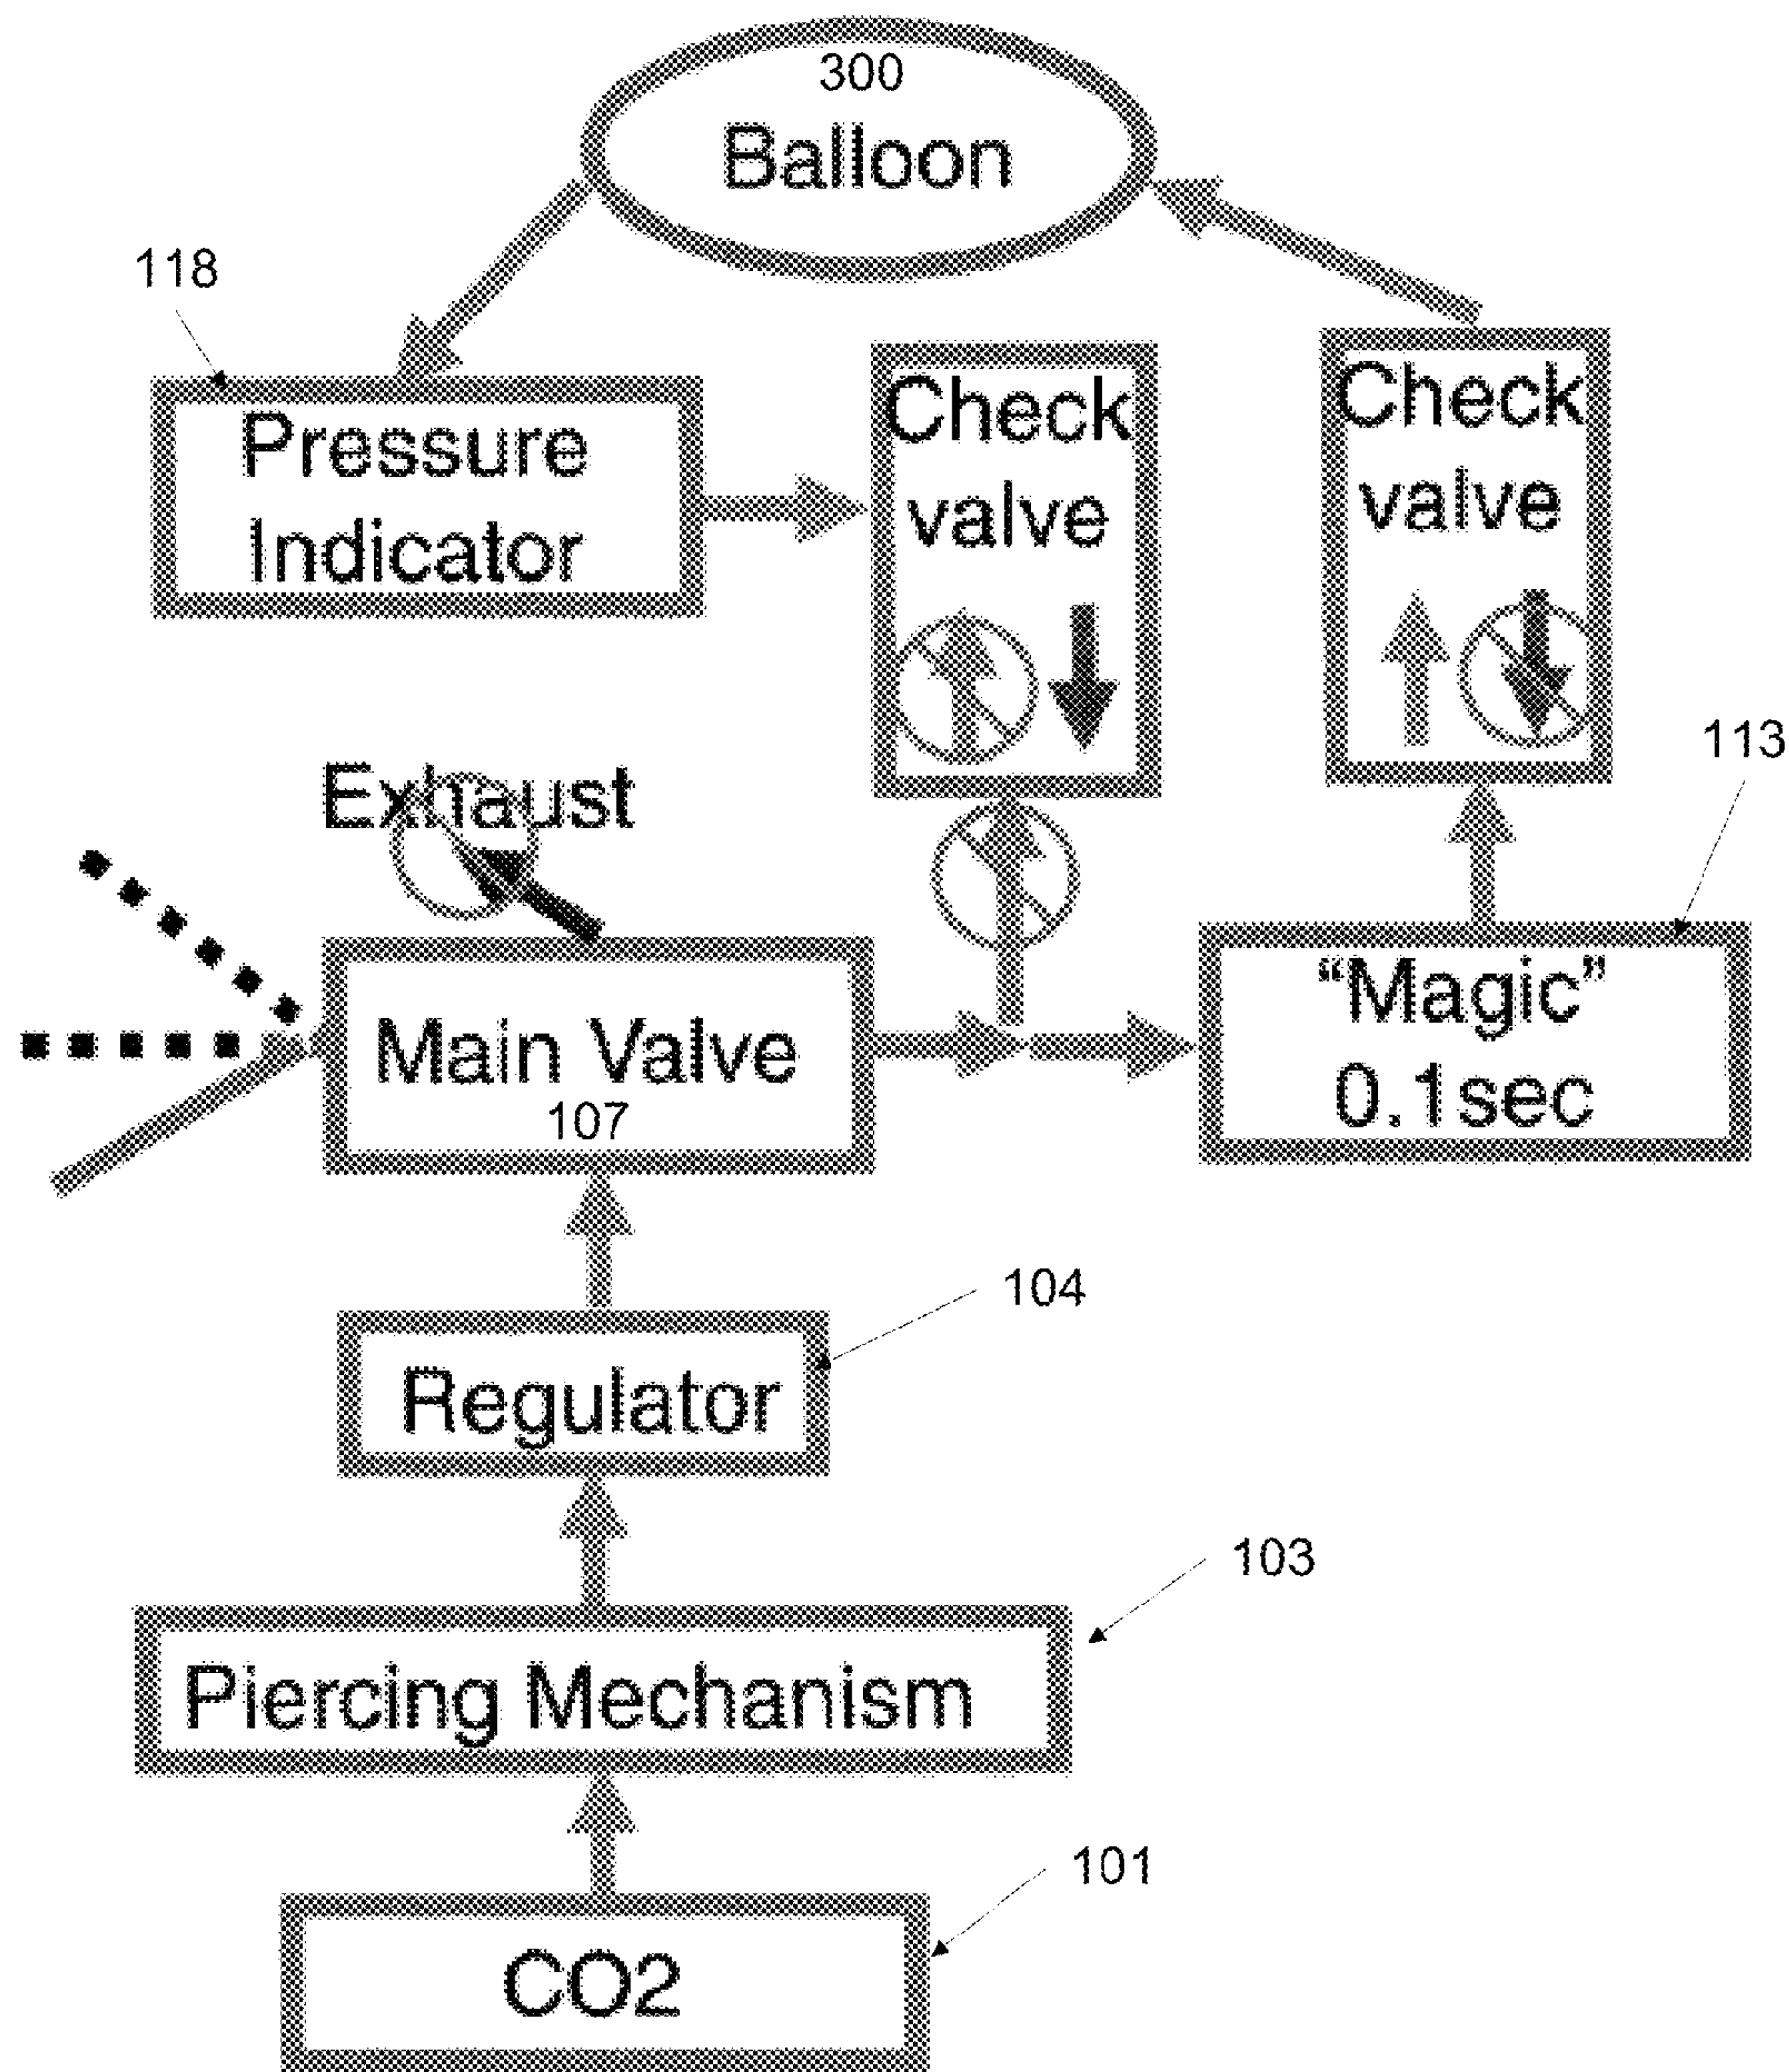 300
Balloon
118
Pressure
Indicator
Check
valve
Check
valve
113
Exhaust
“Magic”
0.1sec
Main Valve
107
104
Regulator
103
Piercing Mechanism
101
CO2